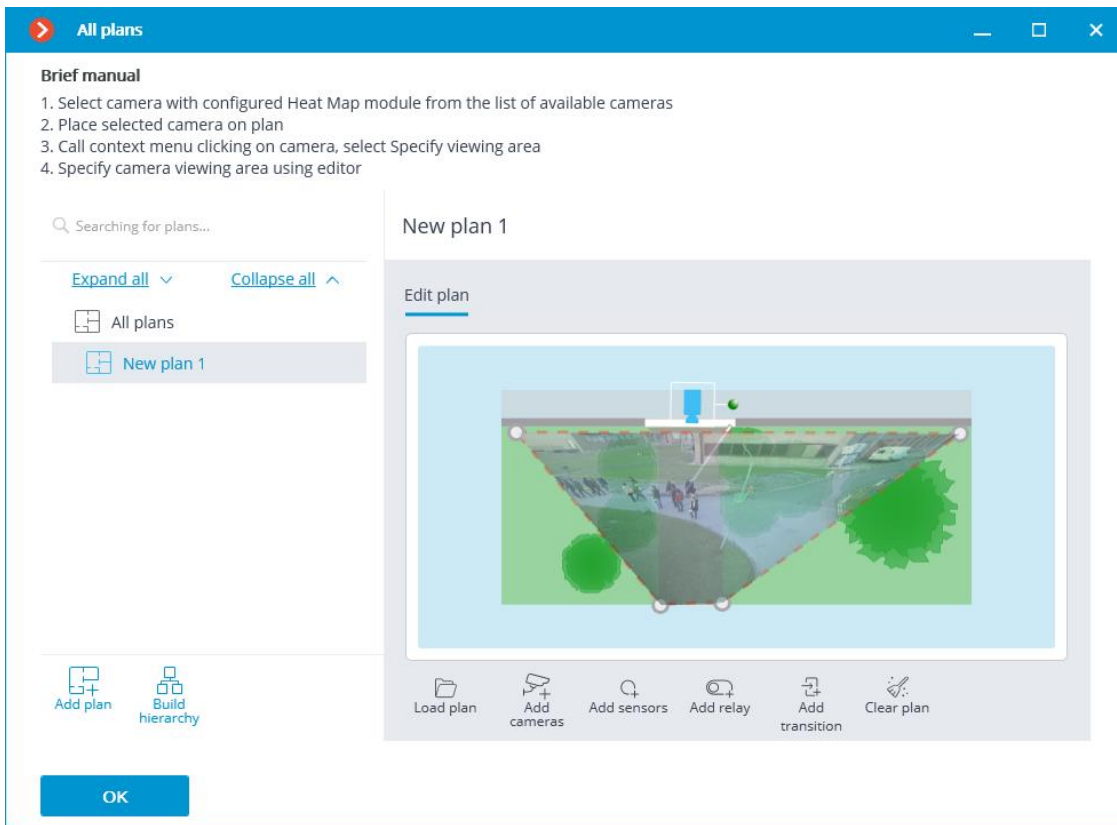 All plans
Brief manual
1. Select camera with configured Heat Map module from the list of available cameras
2. Place selected camera on plan
3. Call context menu clicking on camera, select Specify viewing area
4. Specify camera viewing area using editor
Searching for plans...
Expand all
Collapse all
All plans
New plan 1
New plan 1
Edit plan
Add plan
Build
hierarchy
Load plan
Add
cameras
Add sensors
Add relay
Add
transition
Clear plan
OK